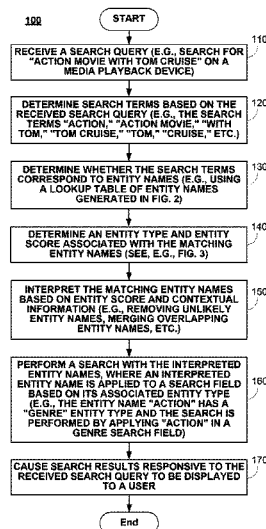 100
START
110
RECEIVE A SEARCH QUERY (E.G., SEARCH FOR
"ACTION MOVIE WITH TOM CRUISE" ON A
MEDIA PLAYBACK DEVICE)
120
DETERMINE SEARCH TERMS BASED ON THE
RECEIVED SEARCH QUERY (E.G., THE
SEARCH TERMS "ACTION," "ACTION MOVIE," "WITH
TOM," "TOM CRUISE," "TOM," "CRUISE," ETC.)
130
DETERMINE WHETHER THE SEARCH TERMS
CORRESPOND TO ENTITY NAMES (E.G., USING
A LOOKUP TABLE OF ENTITY NAMES
GENERATED IN FIG. 2)
140
DETERMINE AN ENTITY TYPE AND ENTITY
SCORE ASSOCIATED WITH THE MATCHING
ENTITY NAMES (SEE, E.G., FIG. 3)
150
INTERPRET THE MATCHING ENTITY NAMES
BASED ON ENTITY SCORE AND CONTEXTUAL
INFORMATION (E.G., REMOVING UNLIKELY
ENTITY NAMES, MERGING OVERLAPPING
ENTITY NAMES, ETC.)
160
PERFORM A SEARCH WITH THE INTERPRETED
ENTITY NAMES, WHERE AN INTERPRETED
ENTITY NAME IS APPLIED TO A SEARCH FIELD
BASED ON ITS ASSOCIATED ENTITY TYPE
(E.G., THE ENTITY NAME "ACTION" HAS A
"GENRE" ENTITY TYPE AND THE SEARCH IS
PERFORMED BY APPLYING "ACTION" IN A
GENRE SEARCH FIELD)
170
CAUSE SEARCH RESULTS RESPONSIVE TO THE
RECEIVED SEARCH QUERY TO BE DISPLAYED
TO A USER
End